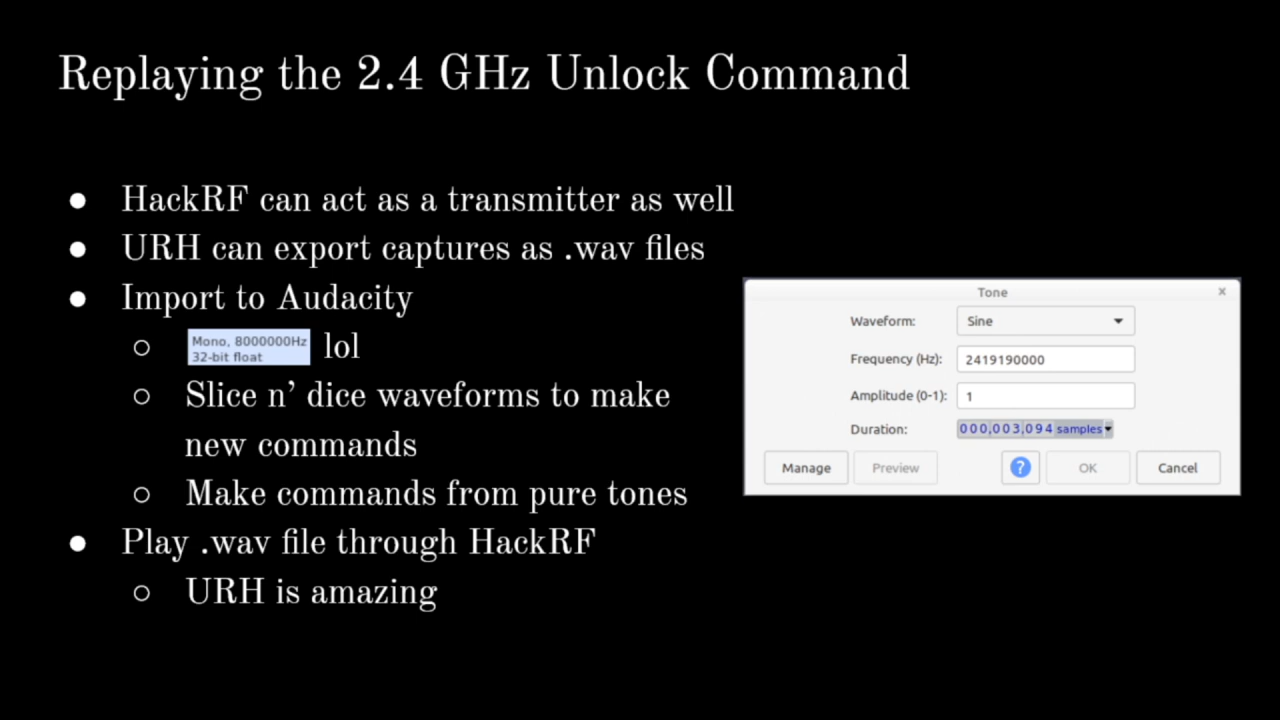 Replaying the 2.4 GHz Unlock Command
● HackRF can act as a transmitter as well
● URH can export captures as .wav files
● Import to Audacity
○ Mono, 8000000Hz
32-bit float lol
○ Slice n’ dice waveforms to make
new commands
○ Make commands from pure tones
● Play .wav file through HackRF
○ URH is amazing
Tone ×
Waveform: Sine
Frequency (Hz): 2419190000
Amplitude (0-1): 1
Duration: 000,003,094 samples
Manage Preview ? OK Cancel